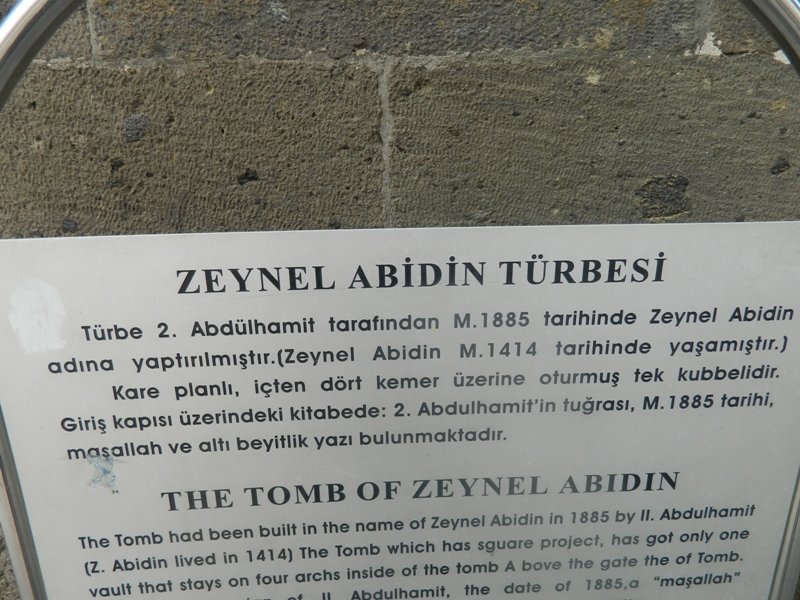 ZEYNEL ABİDİN TÜRBESİ
Türbe 2. Abdülhamit tarafından M.1885 tarihinde Zeynel Abidin
adına yaptırılmıştır.(Zeynel Abidin M.1414 tarihinde yaşamıştır.)
Kare planlı, içten dört kemer üzerine oturmuş tek kubbelidir.
Giriş kapısı üzerindeki kitabede: 2. Abdulhamit'in tuğrası, M.1885 tarihi,
maşallah ve altı beyitlik yazı bulunmaktadır.
THE TOMB OF ZEYNEL ABIDIN
The Tomb had been built in the name of Zeynel Abidin in 1885 by II. Abdulhamit
(Z. Abidin lived in 1414) The Tomb which has sguare project, has got only one
vault that stays on four archs inside of the tomb A bove the gate the of Tomb.
of II. Abdulhamit, the date of 1885,a "maşallah"